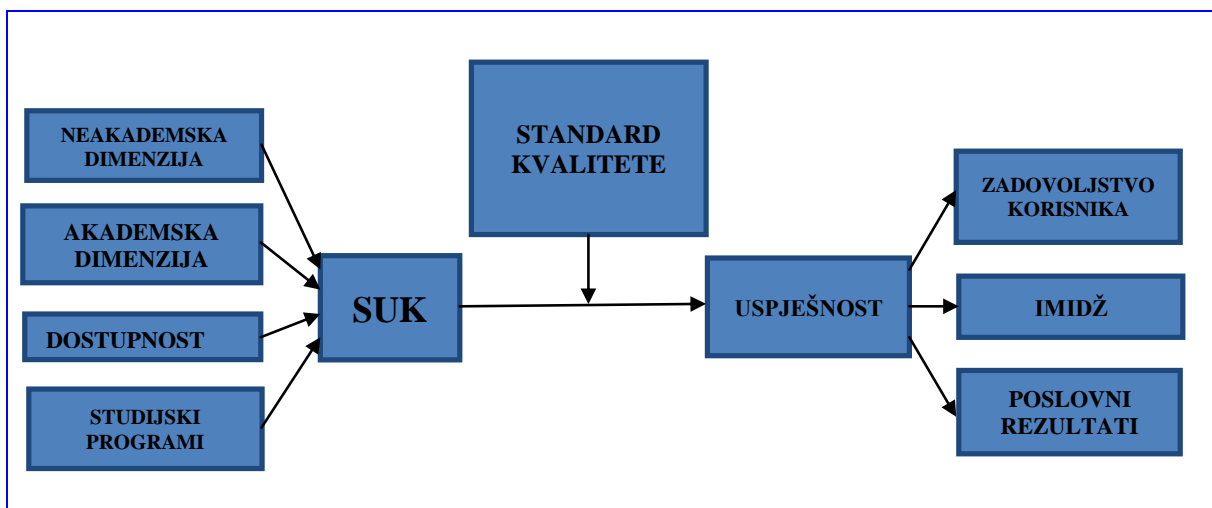 NEAKADEMSKA
DIMENZIJA
AKADEMSKA
DIMENZIJA
DOSTUPNOST
STUDIJSKI
PROGRAMI
SUK
STANDARD
KVALITETE
USPJEŠNOST
ZADOVOLJSTVO
KORISNIKA
IMIDŽ
POSLOVNI
REZULTATI